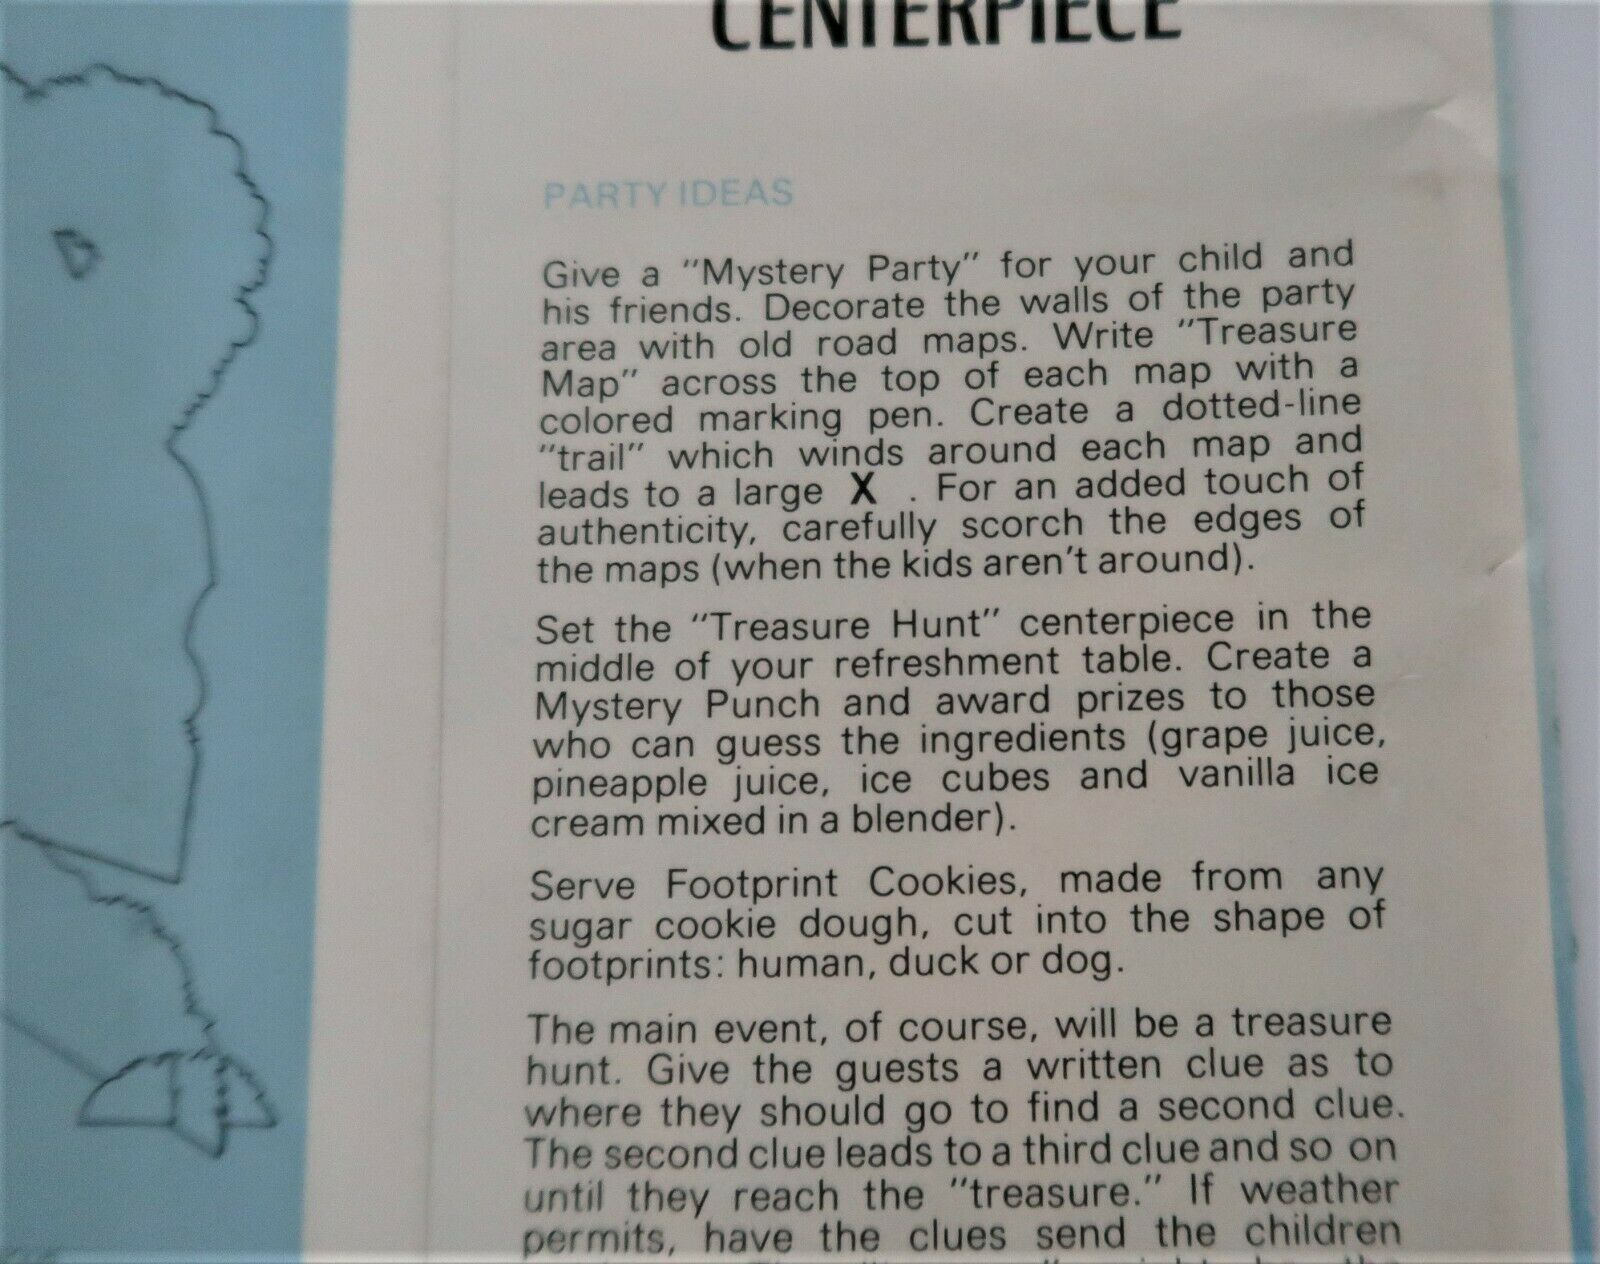 CENTERPIECE
PARTY IDEAS
Give a "Mystery Party" for your child and
his friends. Decorate the walls of the party
area with old road maps. Write "Treasure
Map" across the top of each map with a
colored marking pen. Create a dotted-line
"trail" which winds around each map and
leads to a large X . For an added touch of
authenticity, carefully scorch the edges of
the maps (when the kids aren't around).
Set the "Treasure Hunt" centerpiece in the
middle of your refreshment table. Create a
Mystery Punch and award prizes to those
who can guess the ingredients (grape juice,
pineapple juice, ice cubes and vanilla ice
cream mixed in a blender).
Serve Footprint Cookies, made from any
sugar cookie dough, cut into the shape of
footprints: human, duck or dog.
The main event, of course, will be a treasure
hunt. Give the guests a written clue as to
where they should go to find a second clue.
The second clue leads to a third clue and so on
until they reach the "treasure." If weather
permits, have the clues send the children